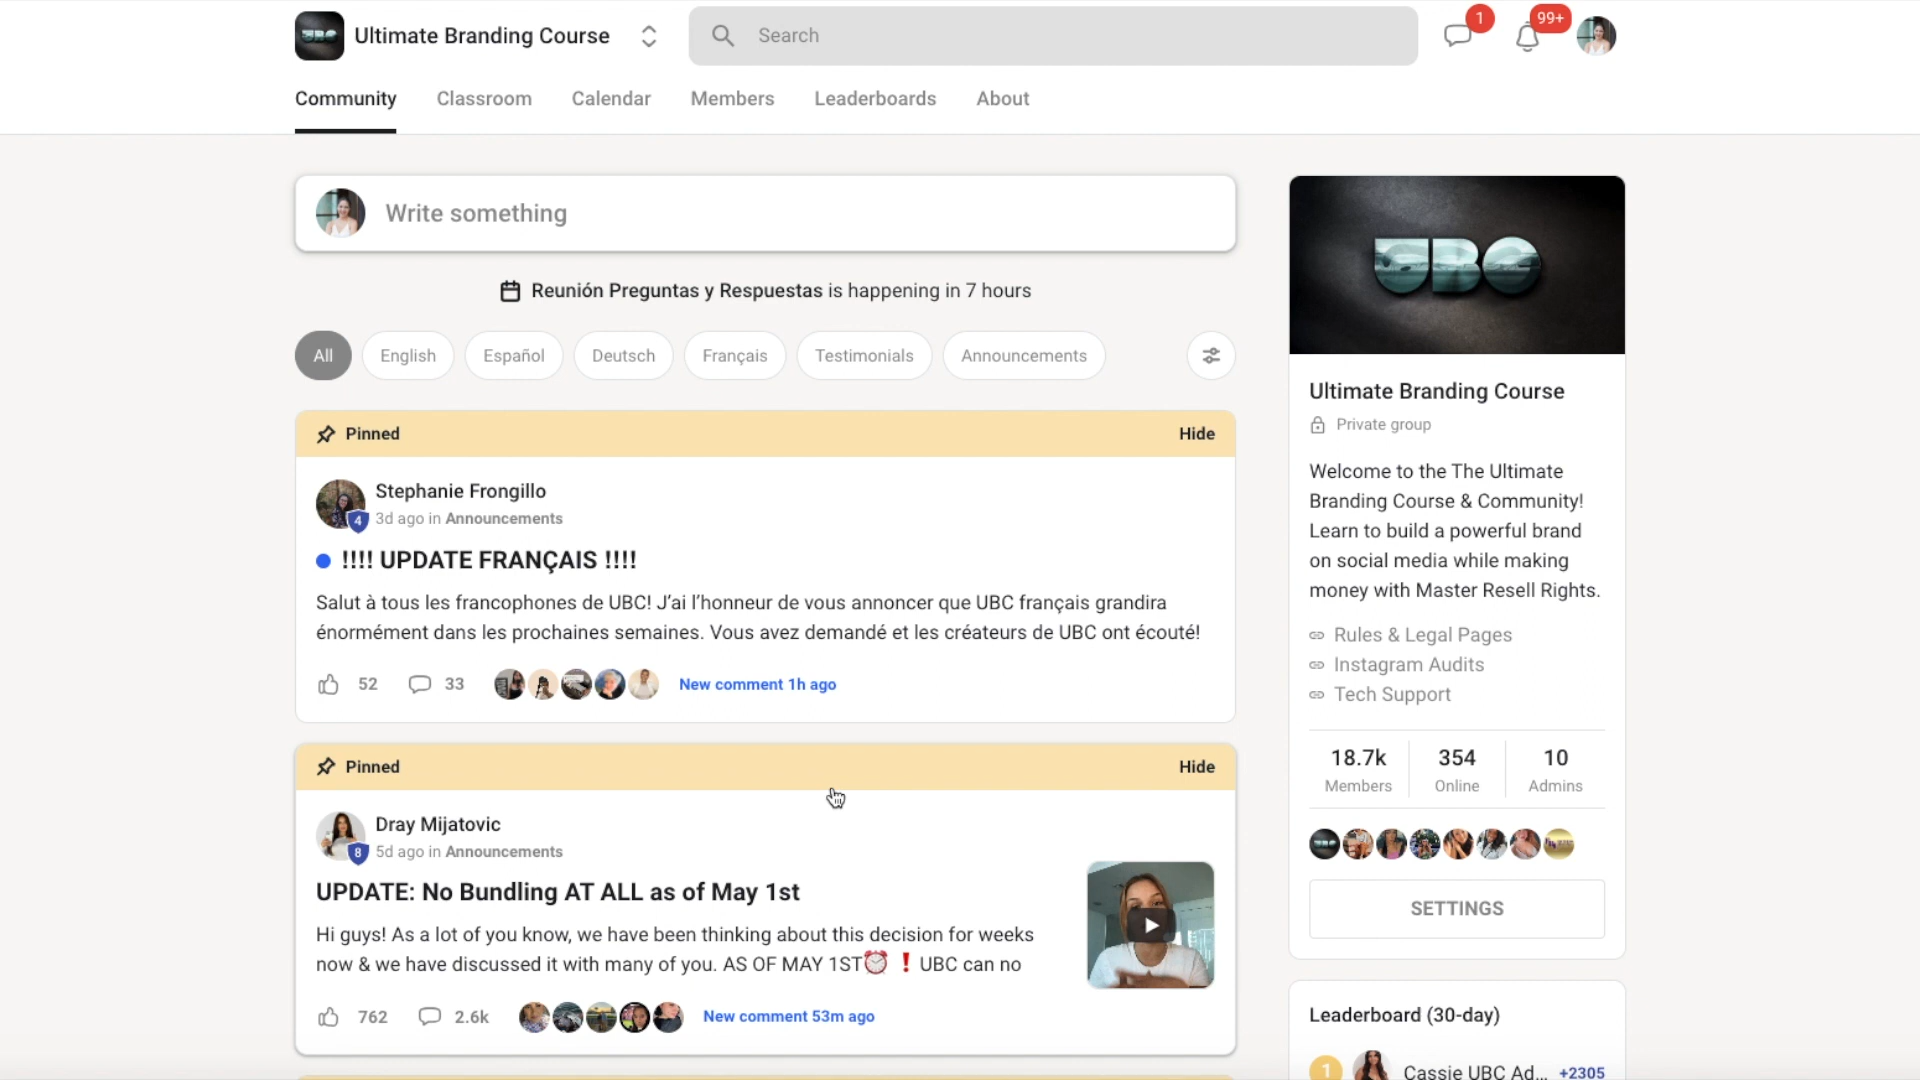 Ultimate Branding Course
Search
1
99+
Community
Classroom
Calendar
Members
Leaderboards
About
Write something
Reunión Preguntas y Respuestas is happening in 7 hours
All
English
Español
Deutsch
Français
Testimonials
Announcements
Pinned
Hide
Stephanie Frongillo
4
3d ago in Announcements
!!!! UPDATE FRANÇAIS !!!!
Salut à tous les francophones de UBC! J’ai l’honneur de vous annoncer que UBC français grandira
énormément dans les prochaines semaines. Vous avez demandé et les créateurs de UBC ont écouté!
52
33
New comment 1h ago
Pinned
Hide
Dray Mijatovic
8
5d ago in Announcements
UPDATE: No Bundling AT ALL as of May 1st
Hi guys! As a lot of you know, we have been thinking about this decision for weeks
now & we have discussed it with many of you. AS OF MAY 1ST⏰ ❗ UBC can no
762
2.6k
New comment 53m ago
UBC
Ultimate Branding Course
Private group
Welcome to the The Ultimate
Branding Course & Community!
Learn to build a powerful brand
on social media while making
money with Master Resell Rights.
Rules & Legal Pages
Instagram Audits
Tech Support
18.7k
Members
354
Online
10
Admins
SETTINGS
Leaderboard (30-day)
1
Cassie UBC Ad...
+2305